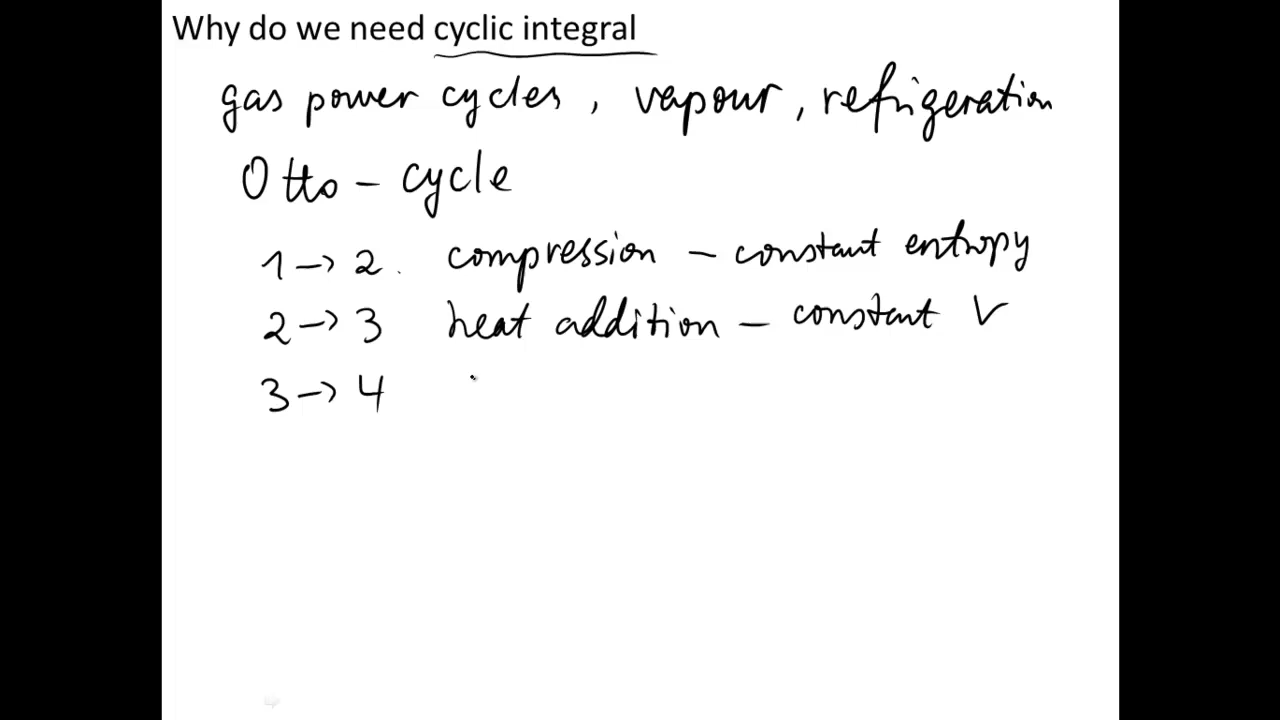 Why do we need cyclic integral
gas power cycles, vapour, refrigeration
Otto - cycle
1 → 2. compression - constant entropy
2 → 3 heat addition - constant V
3 → 4